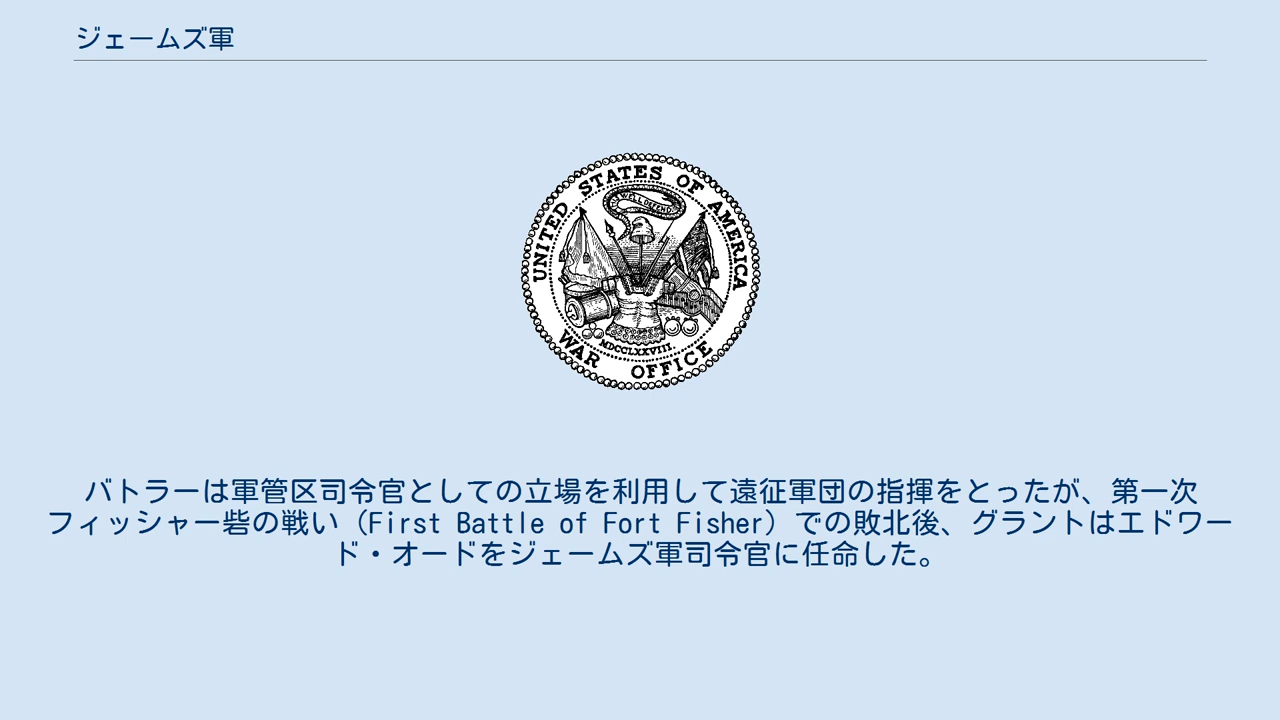 ジェームズ軍
UNITED STATES OF AMERICA
WE'LL DEFEND
MDCCLXXVIII.
WAR OFFICE
バトラーは軍管区司令官としての立場を利用して遠征軍団の指揮をとったが、第一次
フィッシャー砦の戦い（First Battle of Fort Fisher）での敗北後、グラントはエドワー
ド・オードをジェームズ軍司令官に任命した。